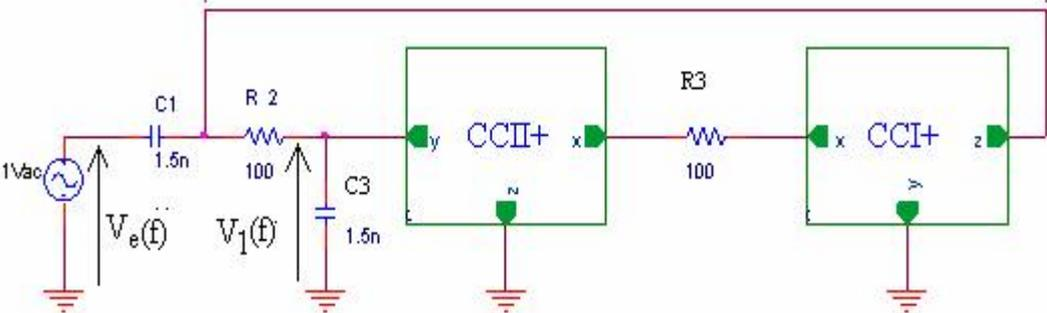 R3
C1
R 2
1Vac
1.5n
100
y
CCII+
x
100
x
CCI+
z
C3
1.5n
z
y
Ve(f)
V1(f)